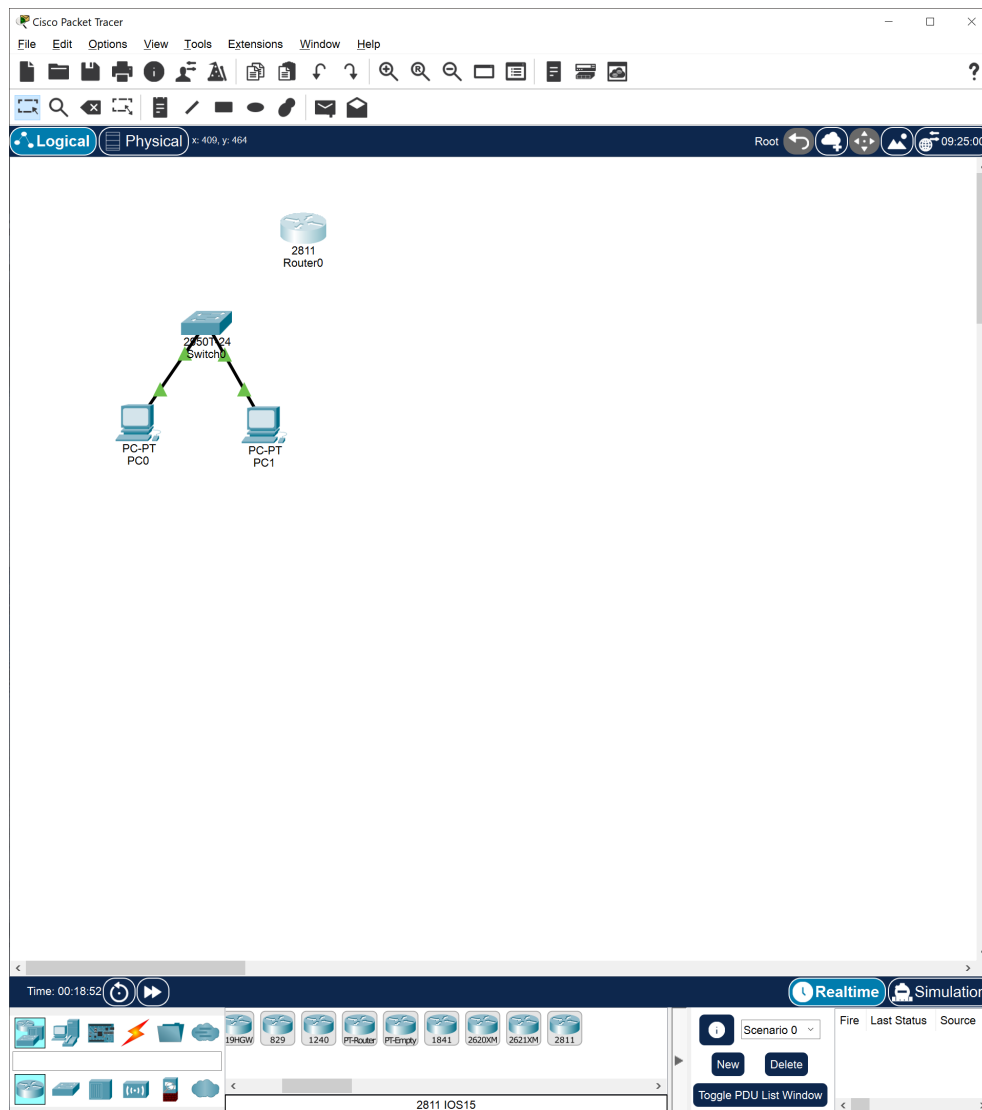 Cisco Packet Tracer
File Edit Options View Tools Extensions Window Help
R
?
Logical Physical x: 409, y: 464 Root 09:25:00
2811
Router0
2950T-24
Switch0
PC-PT
PC0
PC-PT
PC1
Time: 00:18:52 Realtime Simulation
19HGW 829 1240 PT-Router PT-Empty 1841 2620XM 2621XM 2811
Scenario 0
Fire Last Status Source
New Delete
Toggle PDU List Window
2811 IOS15